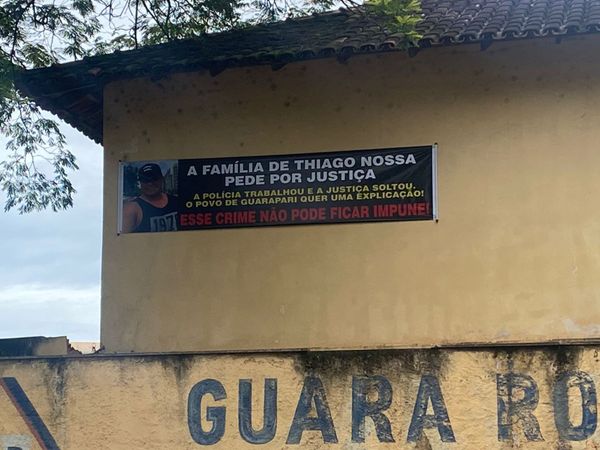 A FAMÍLIA DE THIAGO NOSSA
PEDE POR JUSTIÇA
A POLÍCIA TRABALHOU E A JUSTIÇA SOLTOU.
O POVO DE GUARAPARI QUER UMA EXPLICAÇÃO!
ESSE CRIME NÃO PODE FICAR IMPUNE!
197
GUARA RO